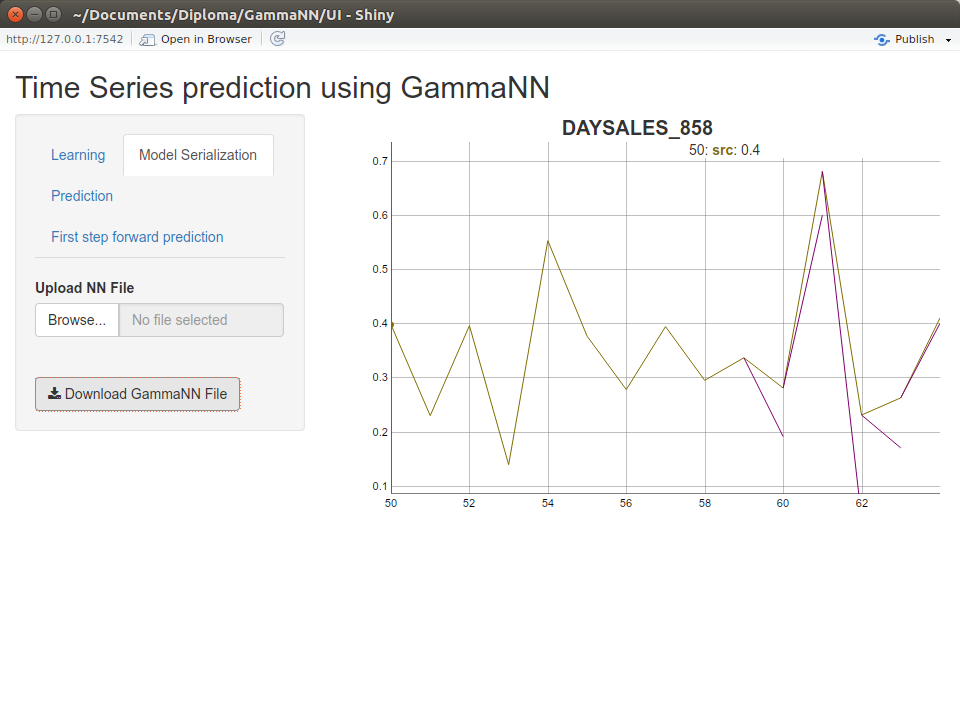 ~/Documents/Diploma/GammaNN/UI - Shiny
http://127.0.0.1:7542 Open in Browser Publish
Time Series prediction using GammaNN
Learning Model Serialization
Prediction
First step forward prediction
Upload NN File
Browse... No file selected
Download GammaNN File
DAYSALES_858
50: src: 0.4
0.7
0.6
0.5
0.4
0.3
0.2
0.1
50 52 54 56 58 60 62